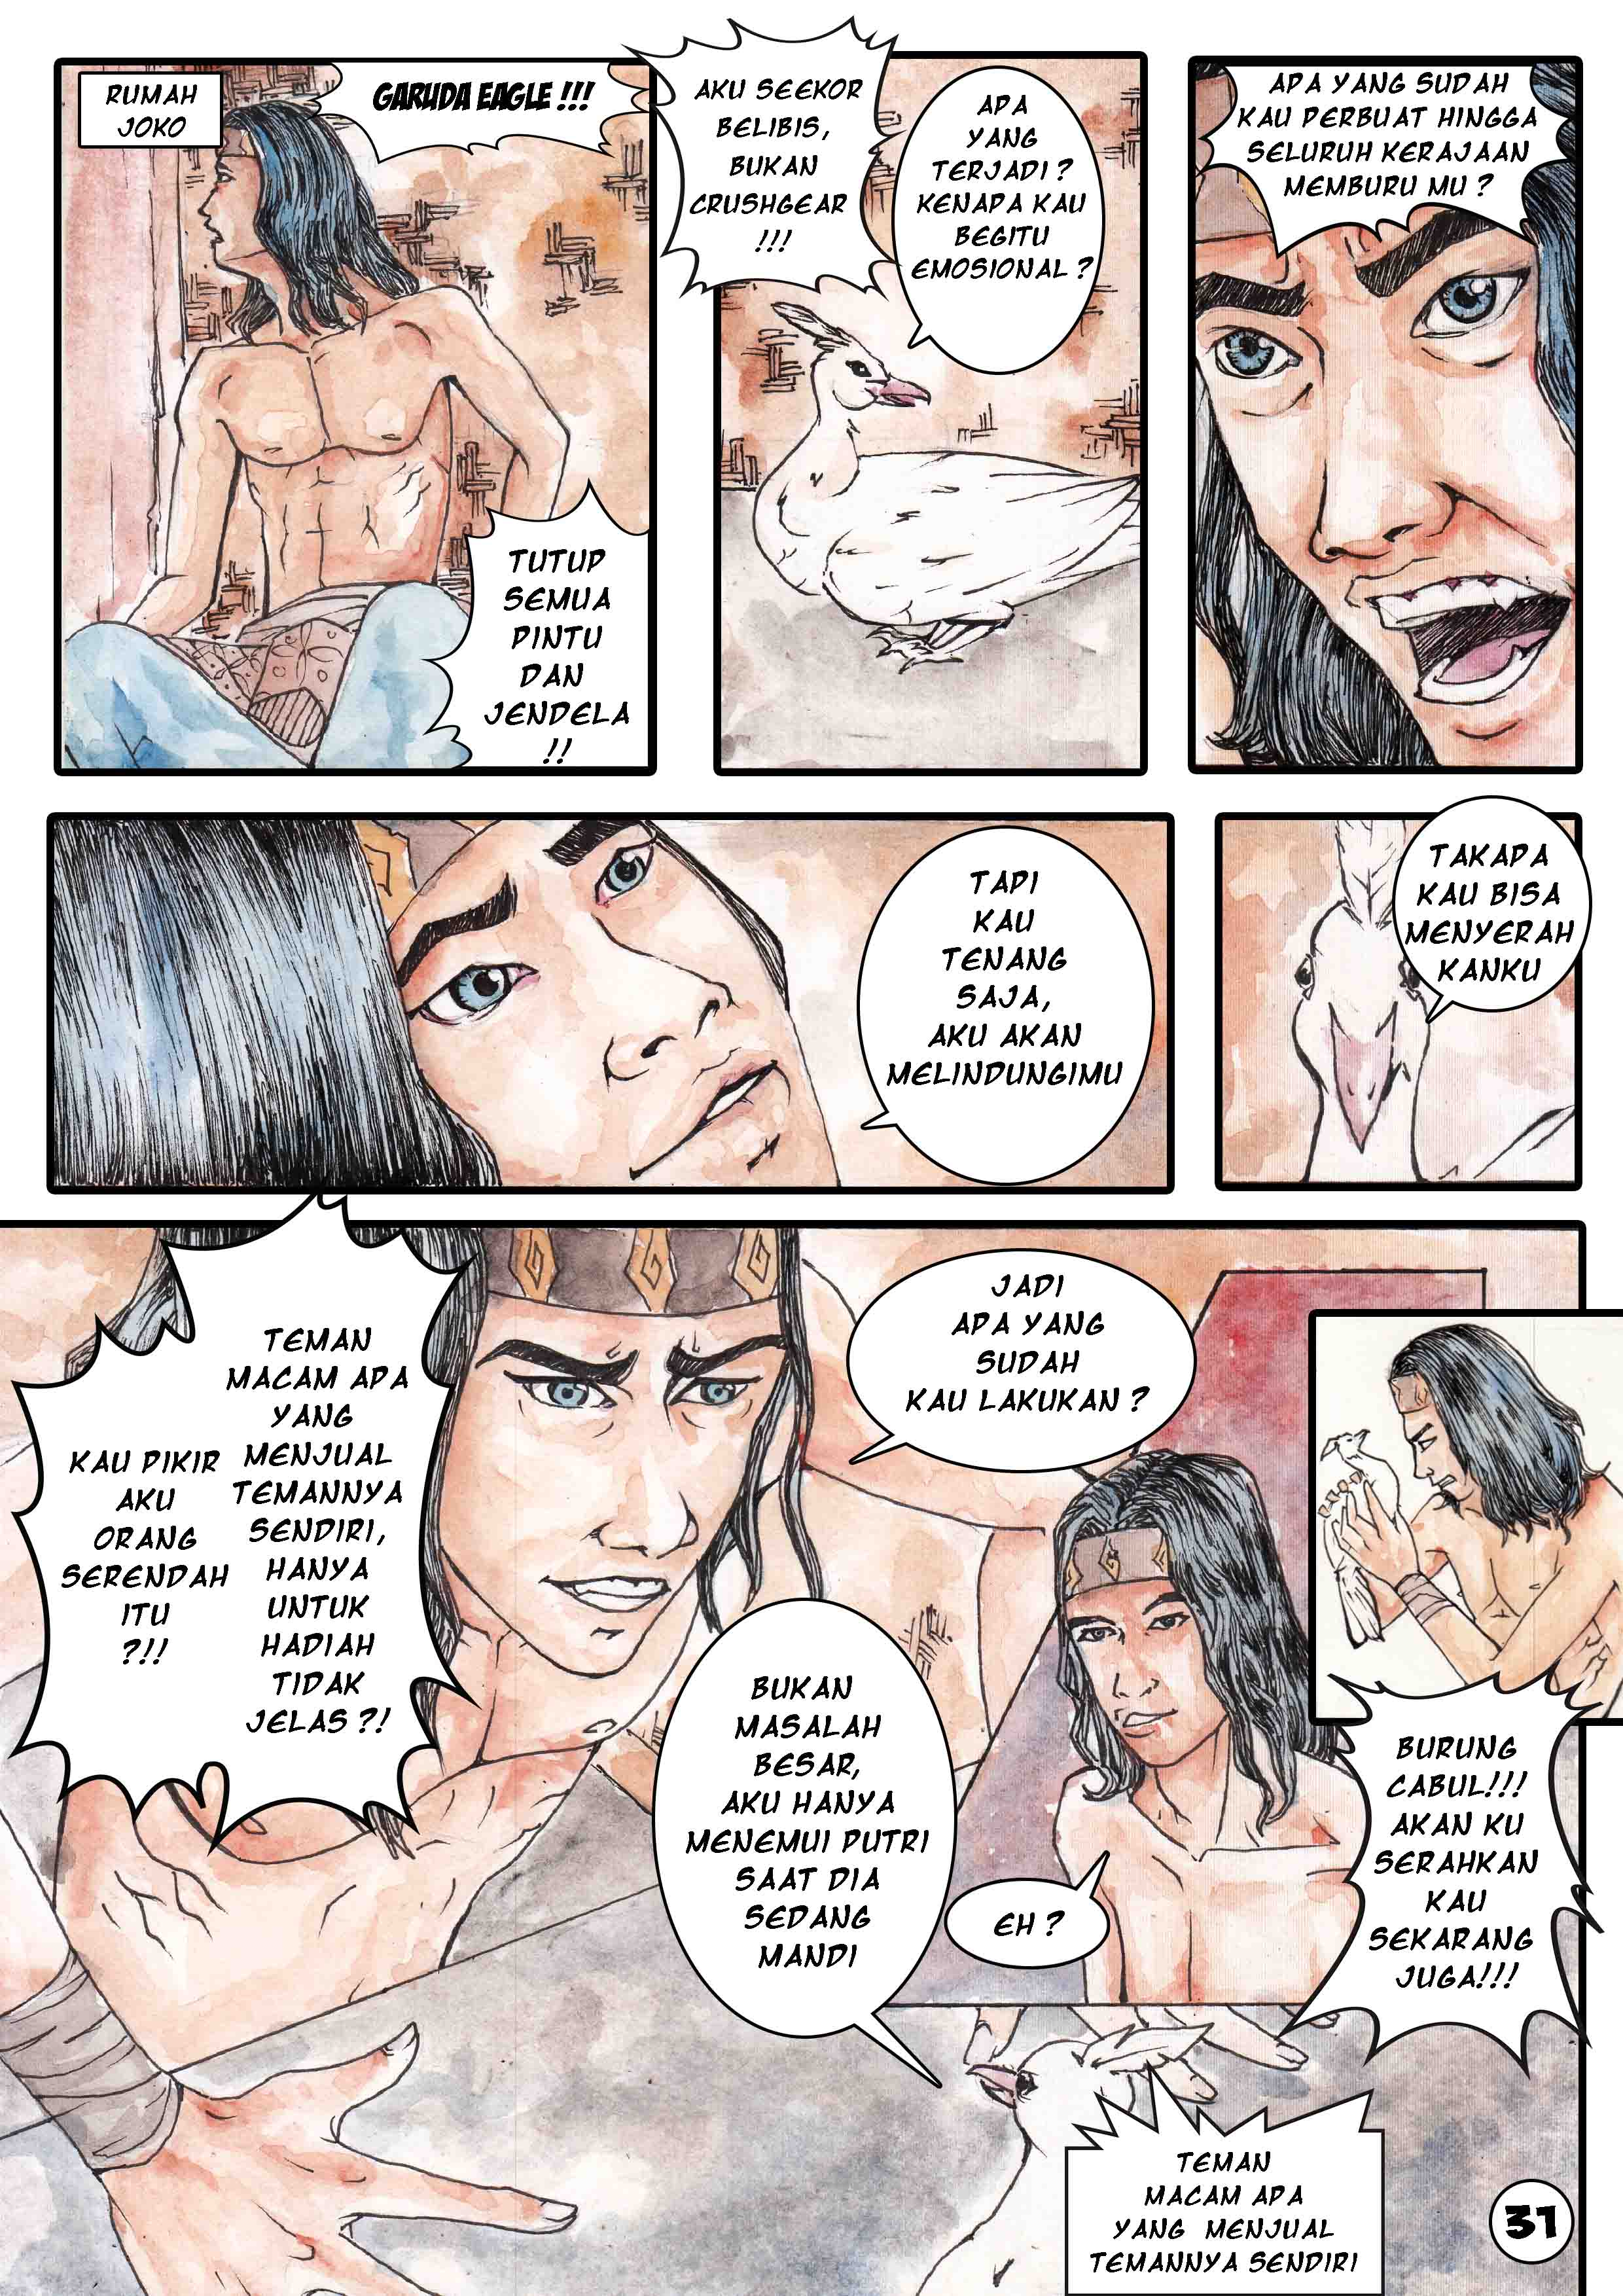 RUMAH
JOKO
GARUDA EAGLE !!!
TUTUP
SEMUA
PINTU
DAN
JENDELA
!!
AKU SEEKOR
BELIBIS,
BUKAN
CRUSHGEAR
!!!
APA
YANG
TERJADI ?
KENAPA KAU
BEGITU
EMOSIONAL ?
APA YANG SUDAH
KAU PERBUAT HINGGA
SELURUH KERAJAAN
MEMBURU MU ?
TAPI
KAU
TENANG
SAJA,
AKU AKAN
MELINDUNGIMU
TAKAPA
KAU BISA
MENYERAH
KANKU
KAU PIKIR
AKU
ORANG
SERENDAH
ITU
?!!
TEMAN
MACAM APA
YANG
MENJUAL
TEMANNYA
SENDIRI,
HANYA
UNTUK
HADIAH
TIDAK
JELAS ?!
JADI
APA YANG
SUDAH
KAU LAKUKAN ?
BUKAN
MASALAH
BESAR,
AKU HANYA
MENEMUI PUTRI
SAAT DIA
SEDANG
MANDI
EH ?
BURUNG
CABUL!!!
AKAN KU
SERAHKAN
KAU
SEKARANG
JUGA!!!
TEMAN
MACAM APA
YANG MENJUAL
TEMANNYA SENDIRI
31